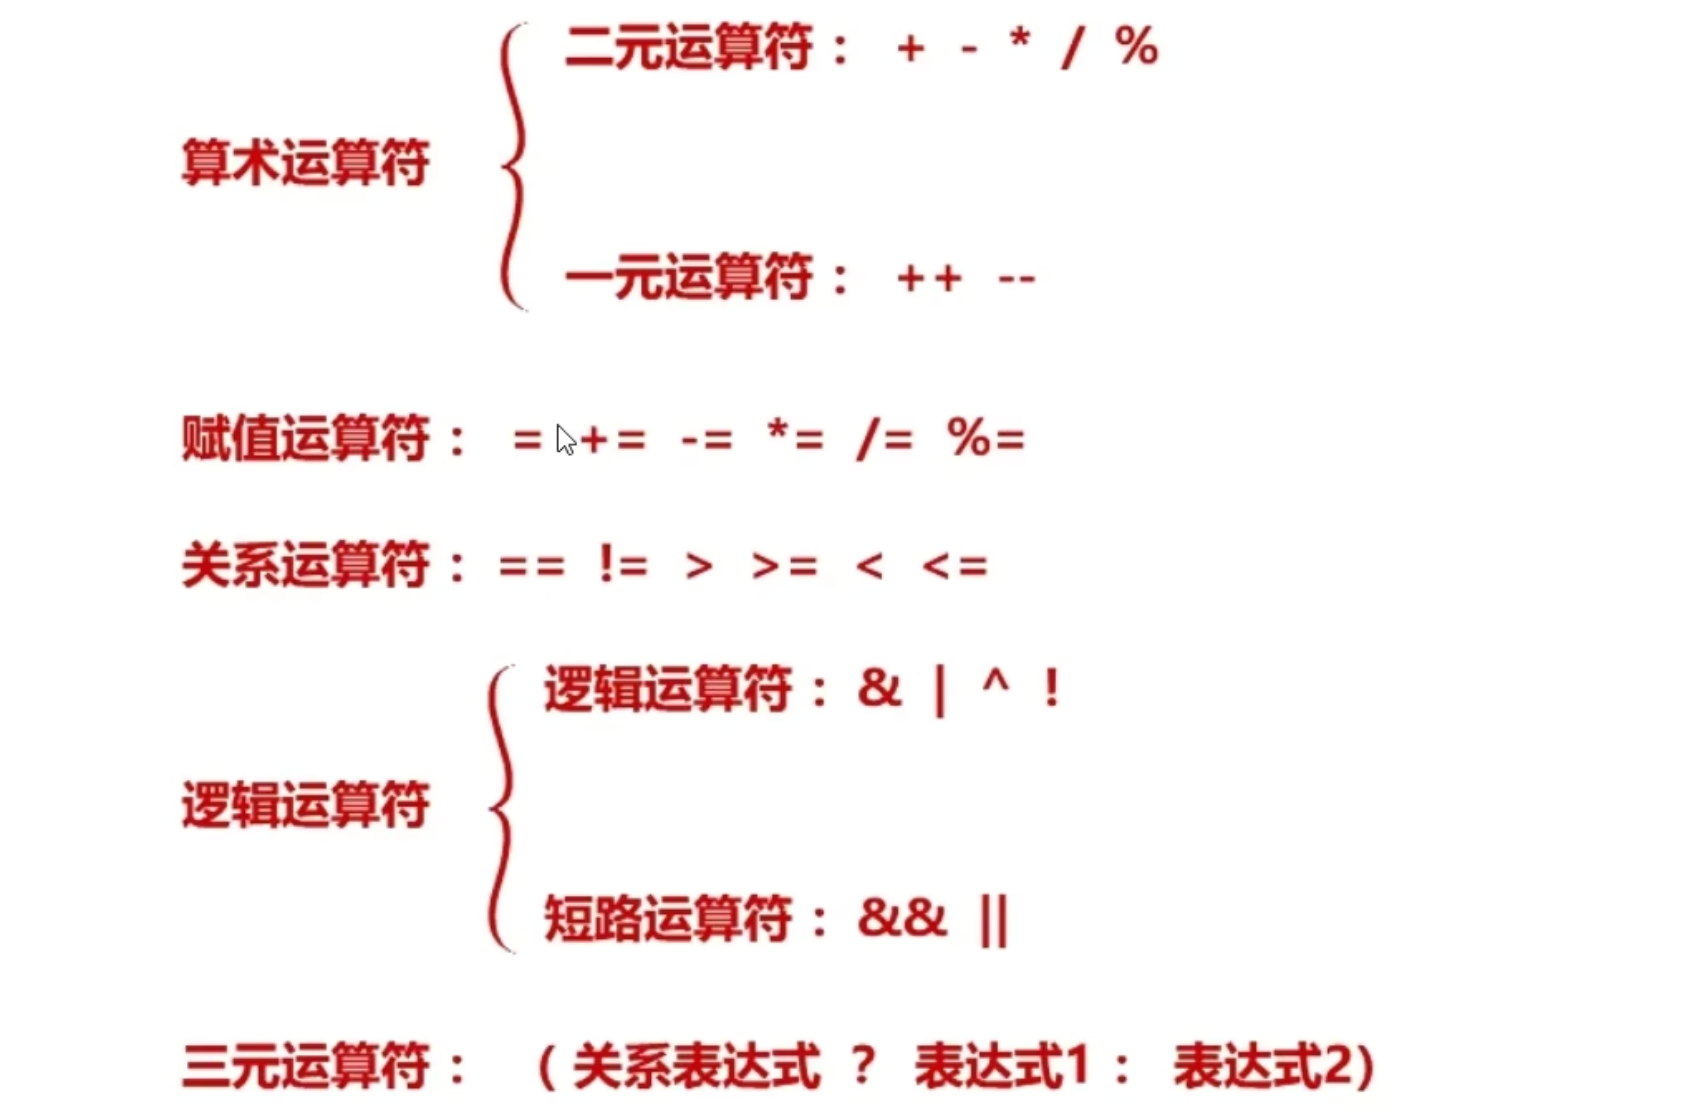 二元运算符： + - * / %
算术运算符
一元运算符： ++ --
赋值运算符： = += -= *= /= %=
关系运算符：== != > >= < <=
逻辑运算符：& | ^ !
逻辑运算符
短路运算符：&& ||
三元运算符： （ 关系表达式 ？ 表达式1： 表达式2）